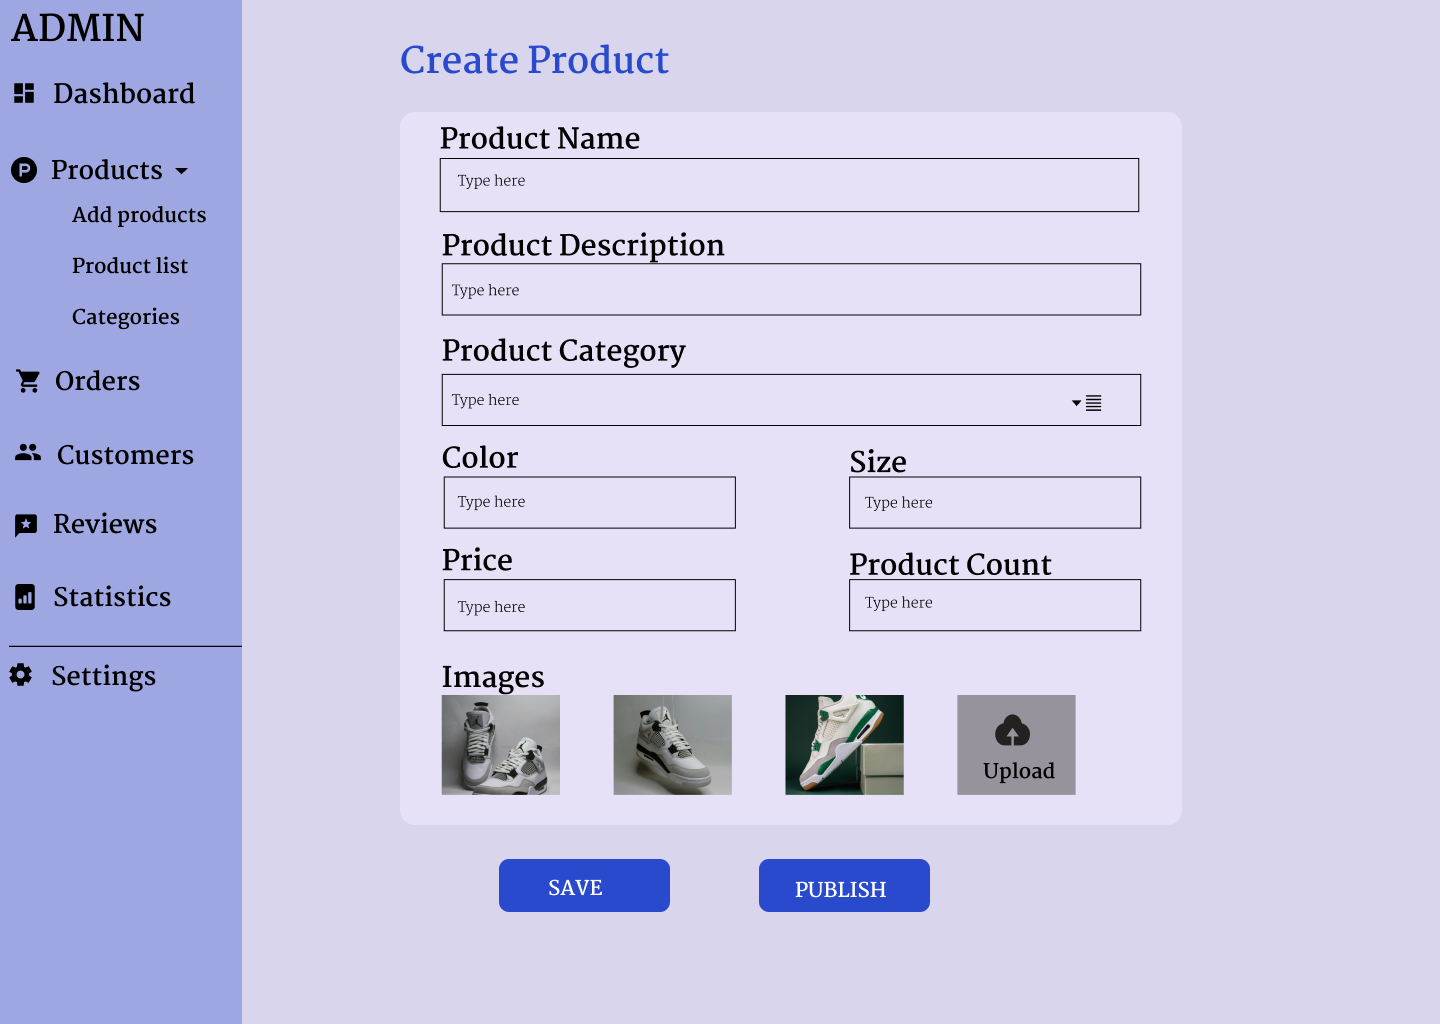 ADMIN
Dashboard
Products
Add products
Product list
Categories
Orders
Customers
Reviews
Statistics
Settings
Create Product
Product Name
Type here
Product Description
Type here
Product Category
Type here
Color
Type here
Size
Type here
Price
Type here
Product Count
Type here
Images
Upload
SAVE
PUBLISH